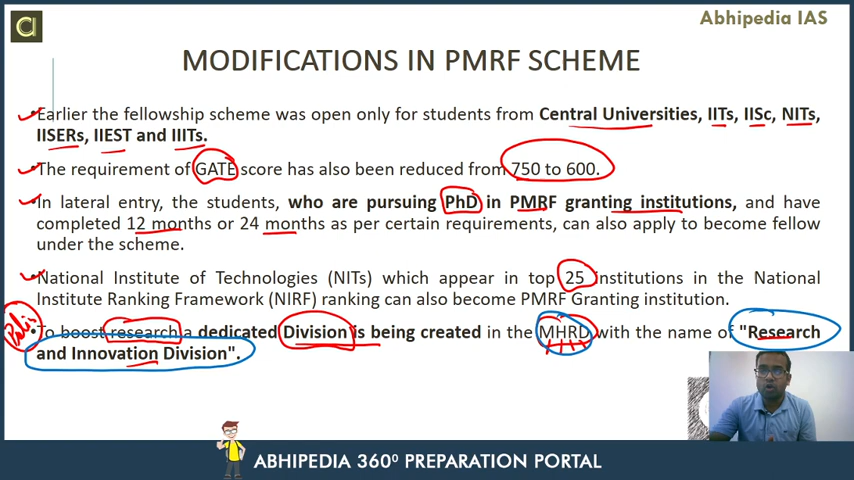 Abhipedia IAS
a
MODIFICATIONS IN PMRF SCHEME
•Earlier the fellowship scheme was open only for students from Central Universities, IITs, IISc, NITs,
IISERs, IIEST and IIITs.
•The requirement of GATE score has also been reduced from 750 to 600.
•In lateral entry, the students, who are pursuing PhD in PMRF granting institutions, and have
completed 12 months or 24 months as per certain requirements, can also apply to become fellow
under the scheme.
•National Institute of Technologies (NITs) which appear in top 25 institutions in the National
Institute Ranking Framework (NIRF) ranking can also become PMRF Granting institution.
To boost research a dedicated Division is being created in the MHRD with the name of "Research
and Innovation Division".
ABHIPEDIA 360⁰ PREPARATION PORTAL